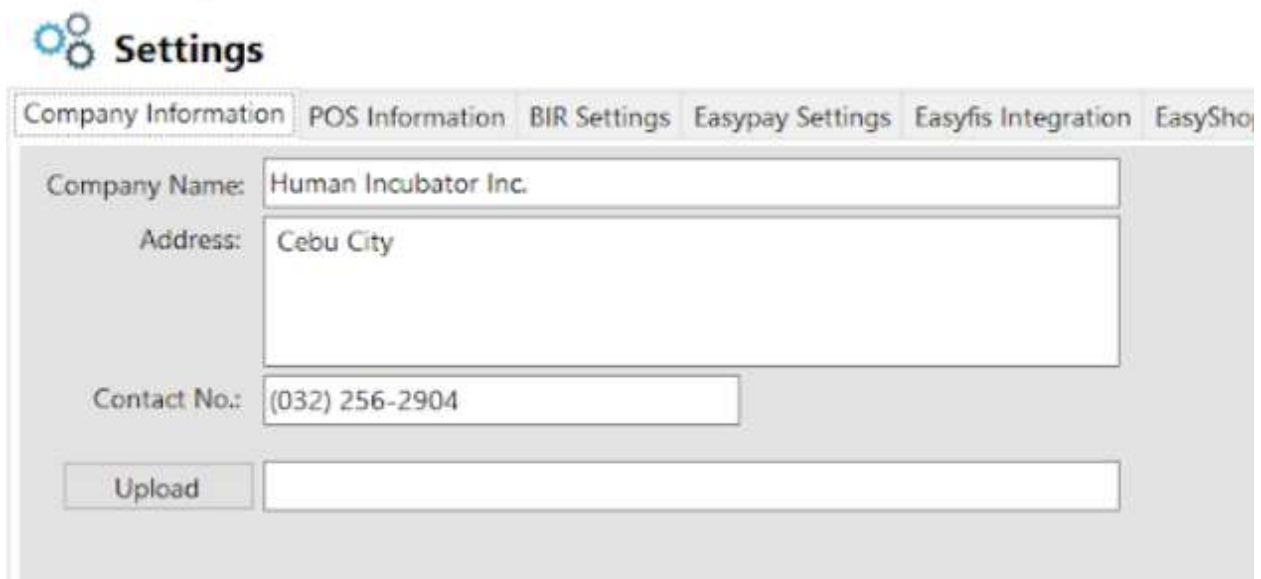 Settings
Company Information POS Information BIR Settings Easypay Settings Easyfis Integration EasySho
Company Name: Human Incubator Inc.
Address: Cebu City
Contact No.: (032) 256-2904
Upload